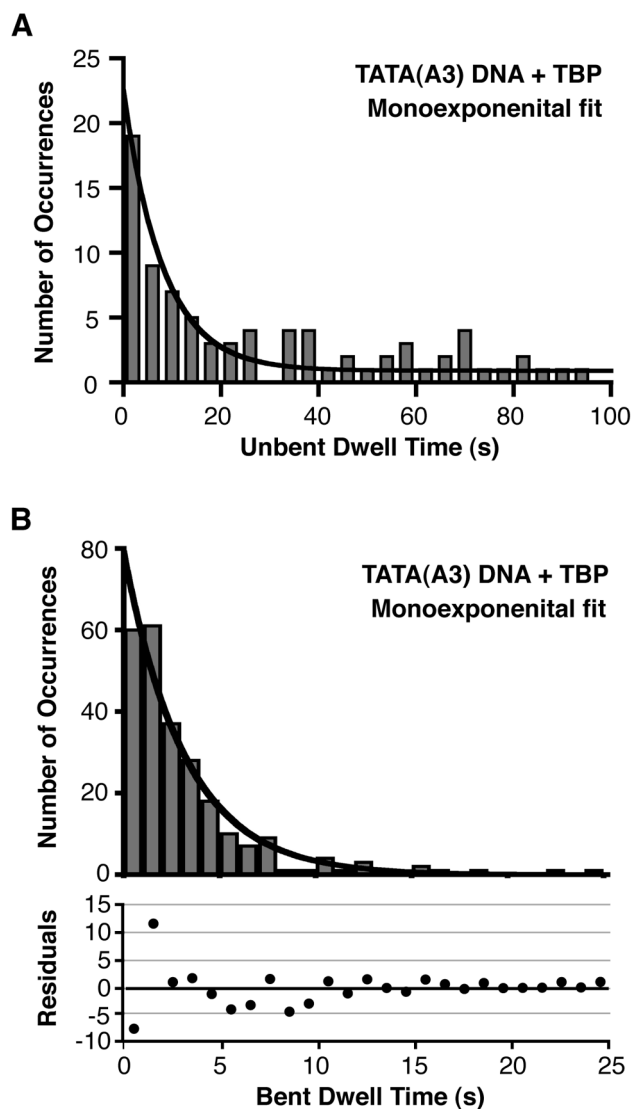 A
TATA(A3) DNA + TBP
Monoexponenital fit
Number of Occurrences
25
20
15
10
5
0
0 20 40 60 80 100
Unbent Dwell Time (s)
B
TATA(A3) DNA + TBP
Monoexponenital fit
Number of Occurrences
80
60
40
20
0
Residuals
15
10
5
0
-5
-10
0 5 10 15 20 25
Bent Dwell Time (s)